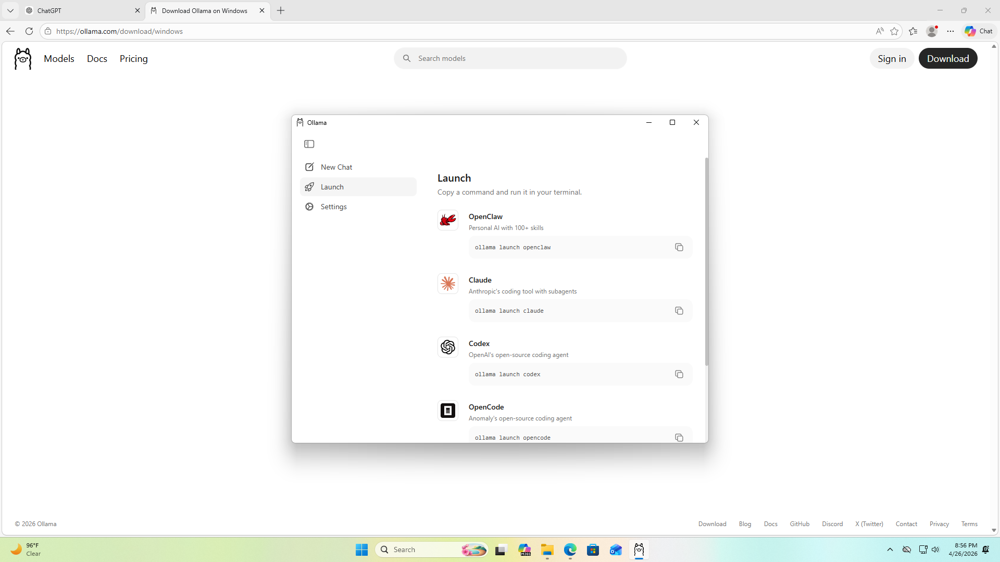 ChatGPT
Download Ollama on Windows
https://ollama.com/download/windows
Chat
Models
Docs
Pricing
Search models
Sign in
Download
Ollama
New Chat
Launch
Settings
Launch
Copy a command and run it in your terminal.
OpenClaw
Personal AI with 100+ skills
ollama launch openclaw
Claude
Anthropic's coding tool with subagents
ollama launch claude
Codex
OpenAI's open-source coding agent
ollama launch codex
OpenCode
Anomaly's open-source coding agent
ollama launch opencode
© 2026 Ollama
Download
Blog
Docs
GitHub
Discord
X (Twitter)
Contact
Privacy
Terms
96°F
Clear
Search
M365
8:56 PM
4/26/2026